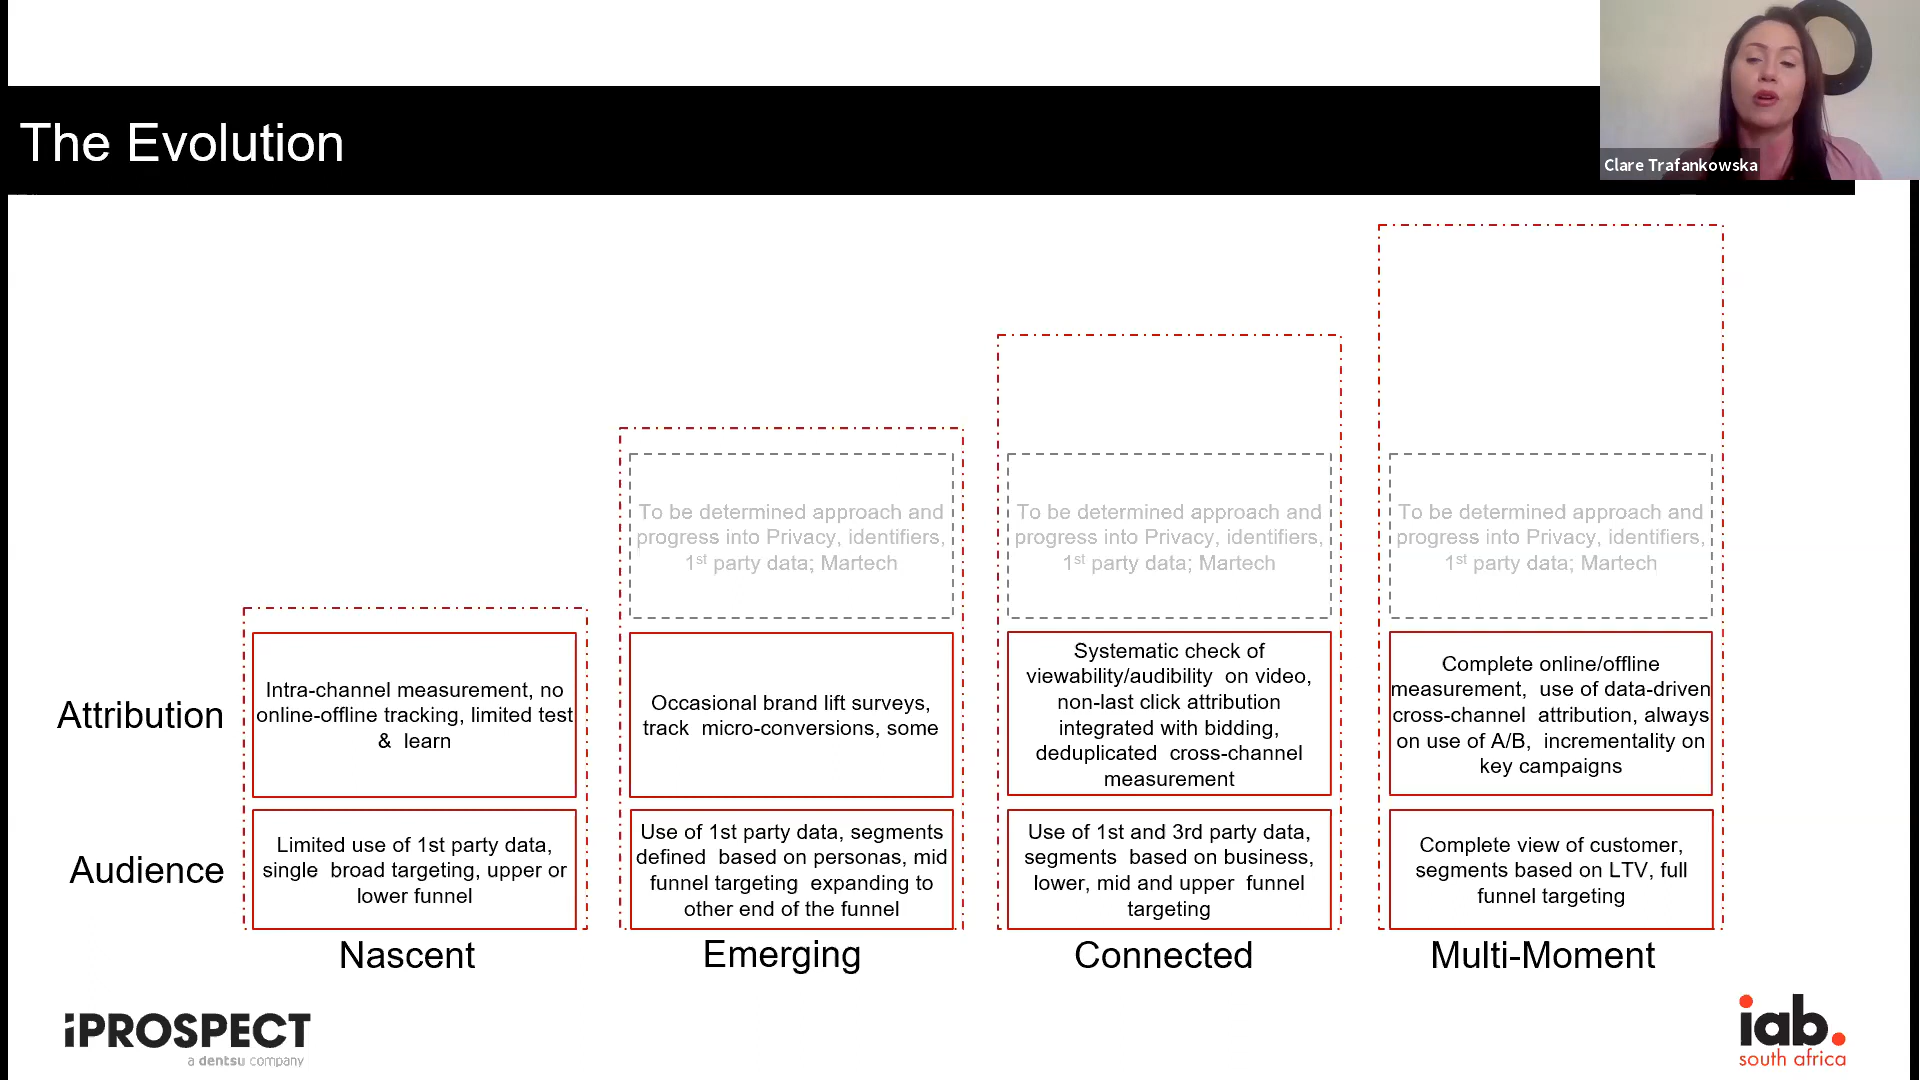 The Evolution
Clare Trafankowska
To be determined approach and
progress into Privacy, identifiers,
1st party data; Martech
To be determined approach and
progress into Privacy, identifiers,
1st party data; Martech
To be determined approach and
progress into Privacy, identifiers,
1st party data; Martech
Attribution
Intra-channel measurement, no
online-offline tracking, limited test
& learn
Occasional brand lift surveys,
track micro-conversions, some
Systematic check of
viewability/audibility on video,
non-last click attribution
integrated with bidding,
deduplicated cross-channel
measurement
Complete online/offline
measurement, use of data-driven
cross-channel attribution, always
on use of A/B, incrementality on
key campaigns
Audience
Limited use of 1st party data,
single broad targeting, upper or
lower funnel
Use of 1st party data, segments
defined based on personas, mid
funnel targeting expanding to
other end of the funnel
Use of 1st and 3rd party data,
segments based on business,
lower, mid and upper funnel
targeting
Complete view of customer,
segments based on LTV, full
funnel targeting
Nascent
Emerging
Connected
Multi-Moment
iPROSPECT
a dentsu company
iab.
south africa